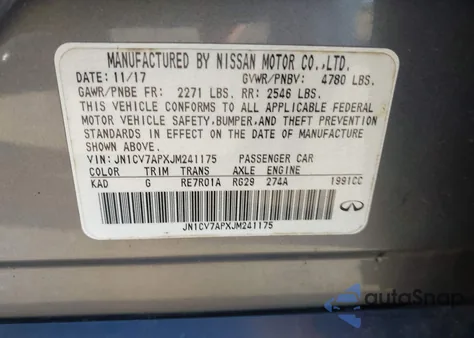 MANUFACTURED BY NISSAN MOTOR CO.,LTD.
DATE: 11/17 GVWR/PNBV: 4780 LBS.
GAWR/PNBE FR: 2271 LBS. RR: 2546 LBS.
THIS VEHICLE CONFORMS TO ALL APPLICABLE FEDERAL
MOTOR VEHICLE SAFETY, BUMPER, AND THEFT PREVENTION
STANDARDS IN EFFECT ON THE DATE OF MANUFACTURE
SHOWN ABOVE.
VIN: JN1CV7APXJM241175 PASSENGER CAR
COLOR TRIM TRANS AXLE ENGINE
KAD G RE7R01A RG29 274A 1991CC
JN1CV7APXJM241175
autoSnap